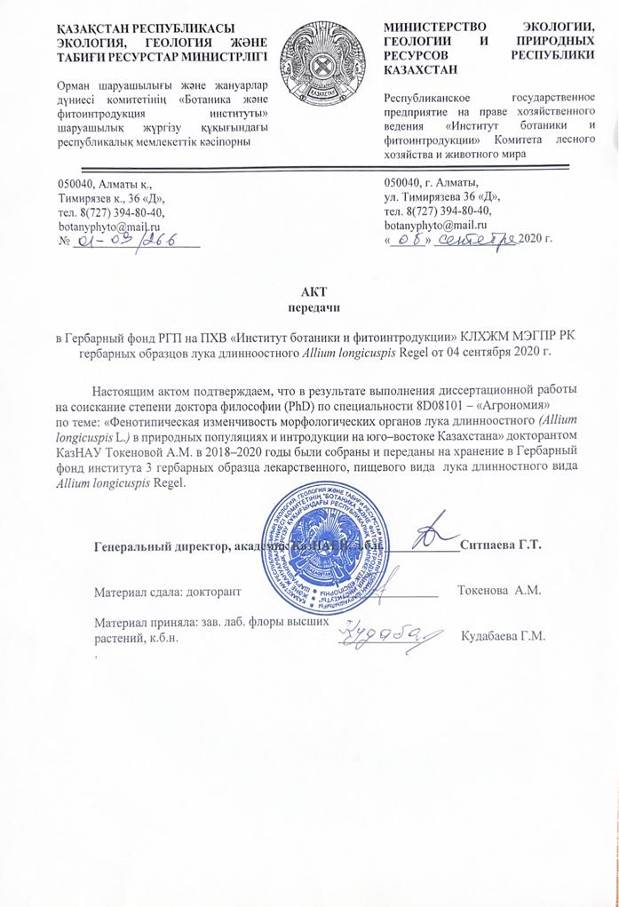 ҚАЗАҚСТАН РЕСПУБЛИКАСЫ
ЭКОЛОГИЯ, ГЕОЛОГИЯ ЖӘНЕ
ТАБИҒИ РЕСУРСТАР МИНИСТРЛІГІ
Орман шаруашылығы және жануарлар
дүниесі комитетінің «Ботаника және
фитоинтродукция институты»
шаруашылық жүргізу құқығындағы
республикалық мемлекеттік кәсіпорны
МИНИСТЕРСТВО ЭКОЛОГИИ,
ГЕОЛОГИИ И ПРИРОДНЫХ
РЕСУРСОВ РЕСПУБЛИКИ
КАЗАХСТАН
Республиканское государственное
предприятие на праве хозяйственного
ведения «Институт ботаники и
фитоинтродукции» Комитета лесного
хозяйства и животного мира
050040, Алматы қ.,
Тимирязев к., 36 «Д»,
тел. 8(727) 394-80-40,
botanyphyto@mail.ru
№ 01-09/266
050040, г. Алматы,
ул. Тимирязева 36 «Д»,
тел. 8(727) 394-80-40,
botanyphyto@mail.ru
« 08 » сентября 2020 г.
АКТ
передачи
в Гербарный фонд РГП на ПХВ «Институт ботаники и фитоинтродукции» КЛХЖМ МЭГПР РК
гербарных образцов лука длинноостного Allium longicuspis Regel от 04 сентября 2020 г.
Настоящим актом подтверждаем, что в результате выполнения диссертационной работы
на соискание степени доктора философии (PhD) по специальности 8D08101 – «Агрономия»
по теме: «Фенотипическая изменчивость морфологических органов лука длинноостного (Allium
longicuspis L.) в природных популяциях и интродукции на юго–востоке Казахстана» докторантом
КазНАУ Токеновой А.М. в 2018–2020 годы были собраны и переданы на хранение в Гербарный
фонд института 3 гербарных образца лекарственного, пищевого вида лука длинностного вида
Allium longicuspis Regel.
Генеральный директор, академик КазНАЕН, д.б.н. Ситпаева Г.Т.
Материал сдала: докторант Токенова А.М.
Материал приняла: зав. лаб. флоры высших
растений, к.б.н. Кудабаева Г.М.